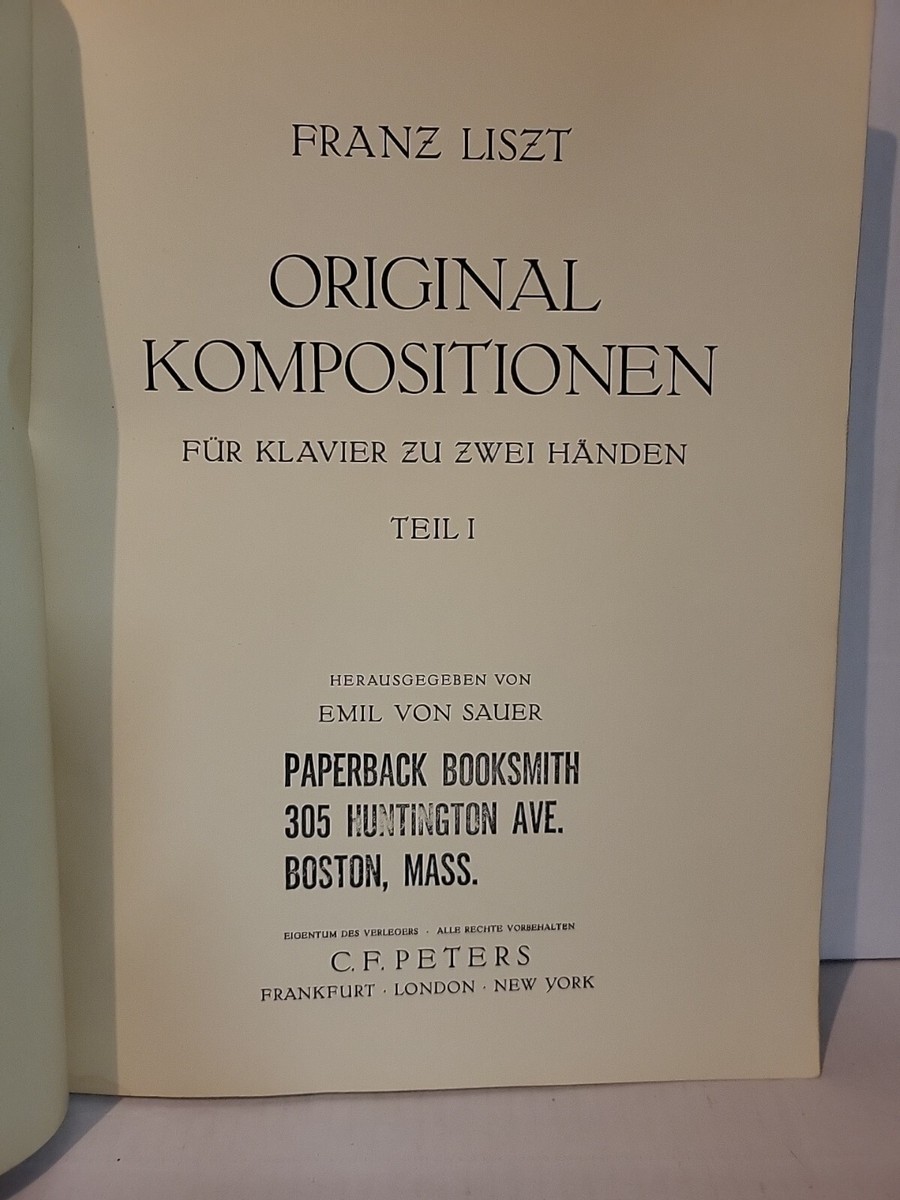 FRANZ LISZT
ORIGINAL
KOMPOSITIONEN
FÜR KLAVIER ZU ZWEI HÄNDEN
TEIL I
HERAUSGEGEBEN VON
EMIL VON SAUER
PAPERBACK BOOKSMITH
305 HUNTINGTON AVE.
BOSTON, MASS.
EIGENTUM DES VERLEGERS · ALLE RECHTE VORBEHALTEN
C. F. PETERS
FRANKFURT · LONDON · NEW YORK